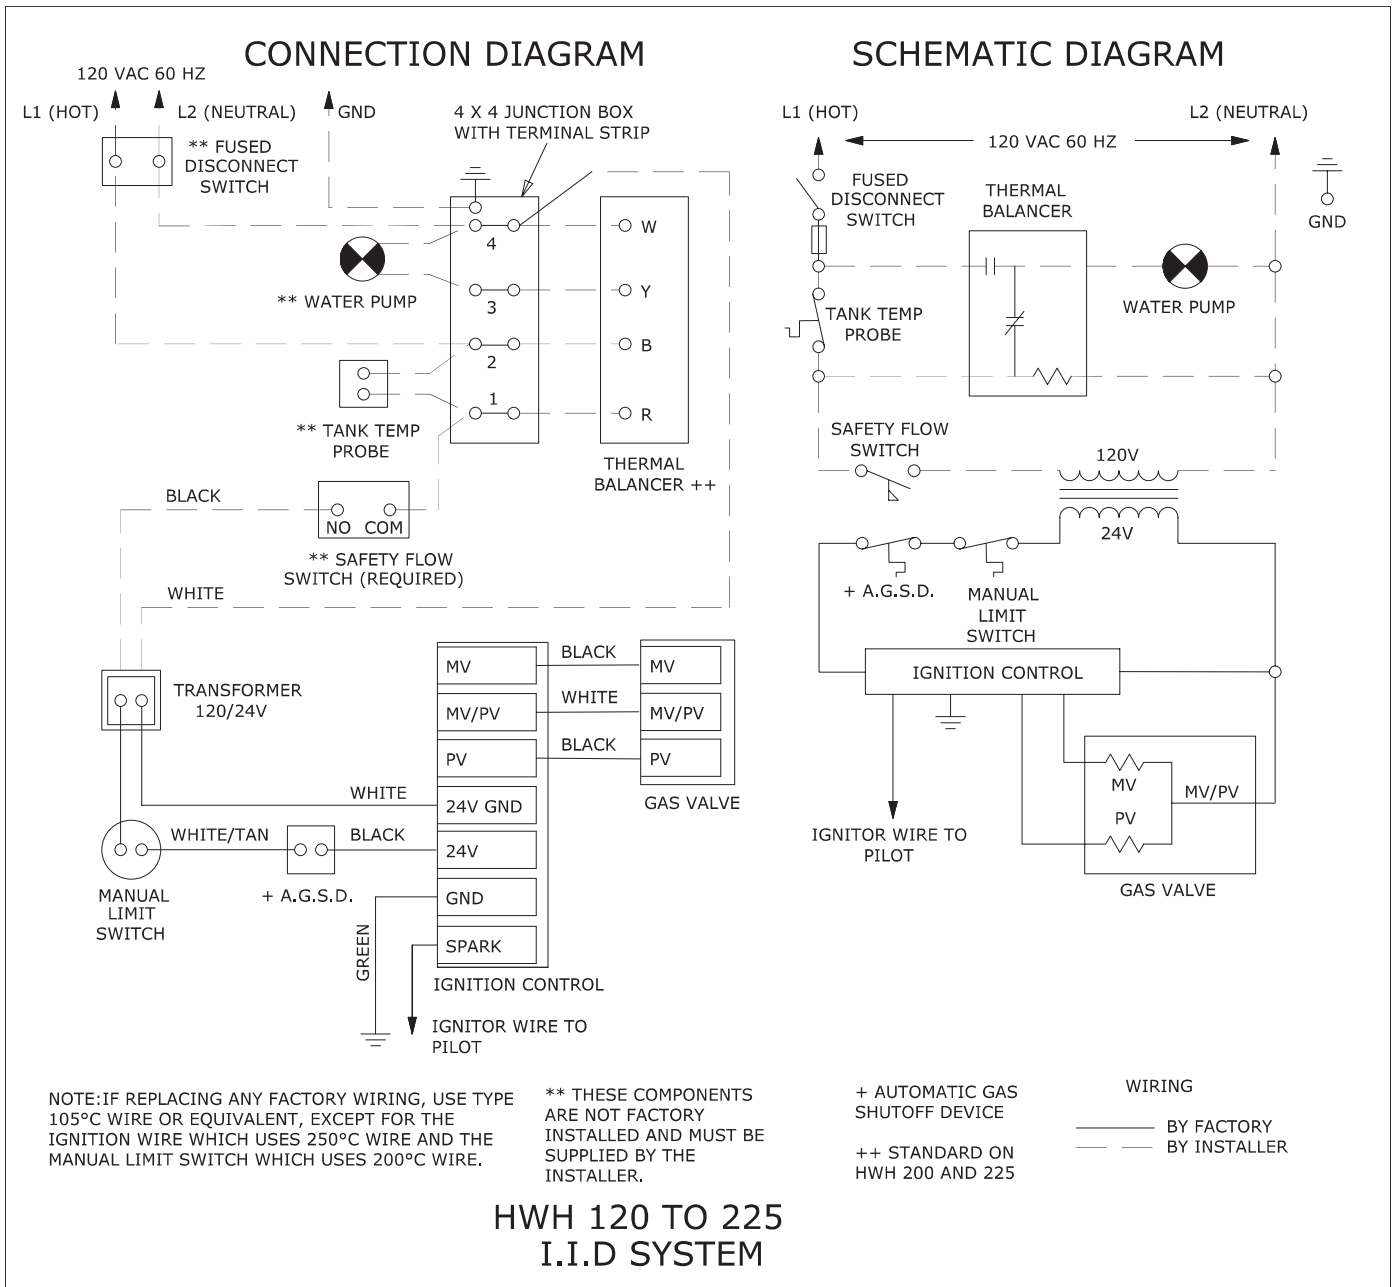 CONNECTION DIAGRAM
120 VAC 60 HZ
L1 (HOT)
L2 (NEUTRAL)
GND
4 X 4 JUNCTION BOX
WITH TERMINAL STRIP
** FUSED
DISCONNECT
SWITCH
4
W
** WATER PUMP
3
Y
2
B
1
R
** TANK TEMP
PROBE
THERMAL
BALANCER ++
BLACK
NO COM
** SAFETY FLOW
SWITCH (REQUIRED)
WHITE
TRANSFORMER
120/24V
MV
BLACK
MV
MV/PV
WHITE
MV/PV
PV
BLACK
PV
WHITE
24V GND
GAS VALVE
WHITE/TAN
BLACK
24V
MANUAL
LIMIT
SWITCH
+ A.G.S.D.
GND
GREEN
SPARK
IGNITION CONTROL
IGNITOR WIRE TO
PILOT
SCHEMATIC DIAGRAM
L1 (HOT)
L2 (NEUTRAL)
120 VAC 60 HZ
FUSED
DISCONNECT
SWITCH
THERMAL
BALANCER
GND
TANK TEMP
PROBE
WATER PUMP
SAFETY FLOW
SWITCH
120V
24V
+ A.G.S.D.
MANUAL
LIMIT
SWITCH
IGNITION CONTROL
MV
MV/PV
PV
IGNITOR WIRE TO
PILOT
GAS VALVE
NOTE:IF REPLACING ANY FACTORY WIRING, USE TYPE
105°C WIRE OR EQUIVALENT, EXCEPT FOR THE
IGNITION WIRE WHICH USES 250°C WIRE AND THE
MANUAL LIMIT SWITCH WHICH USES 200°C WIRE.
** THESE COMPONENTS
ARE NOT FACTORY
INSTALLED AND MUST BE
SUPPLIED BY THE
INSTALLER.
+ AUTOMATIC GAS
SHUTOFF DEVICE
++ STANDARD ON
HWH 200 AND 225
WIRING
BY FACTORY
BY INSTALLER
HWH 120 TO 225
I.I.D SYSTEM